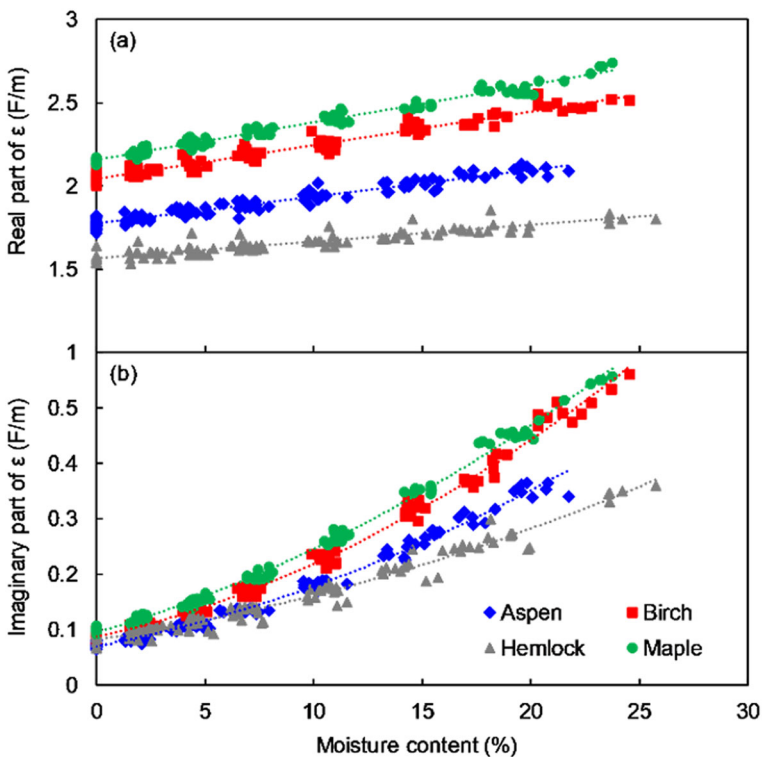 (a)
Real part of ε (F/m)
3
2.5
2
1.5
1
(b)
Imaginary part of ε (F/m)
0.5
0.4
0.3
0.2
0.1
0
Aspen
Birch
Hemlock
Maple
0 5 10 15 20 25 30
Moisture content (%)